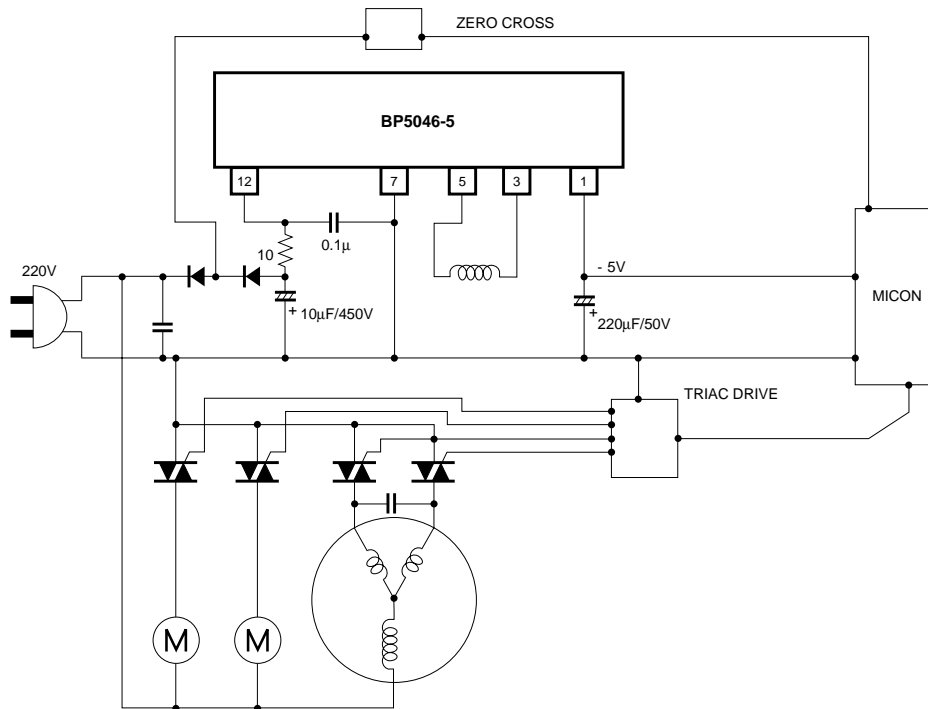 ZERO CROSS
BP5046-5
12
7
5
3
1
0.1μ
10
220V
- 5V
MICON
+
10μF/450V
+
220μF/50V
TRIAC DRIVE
M
M